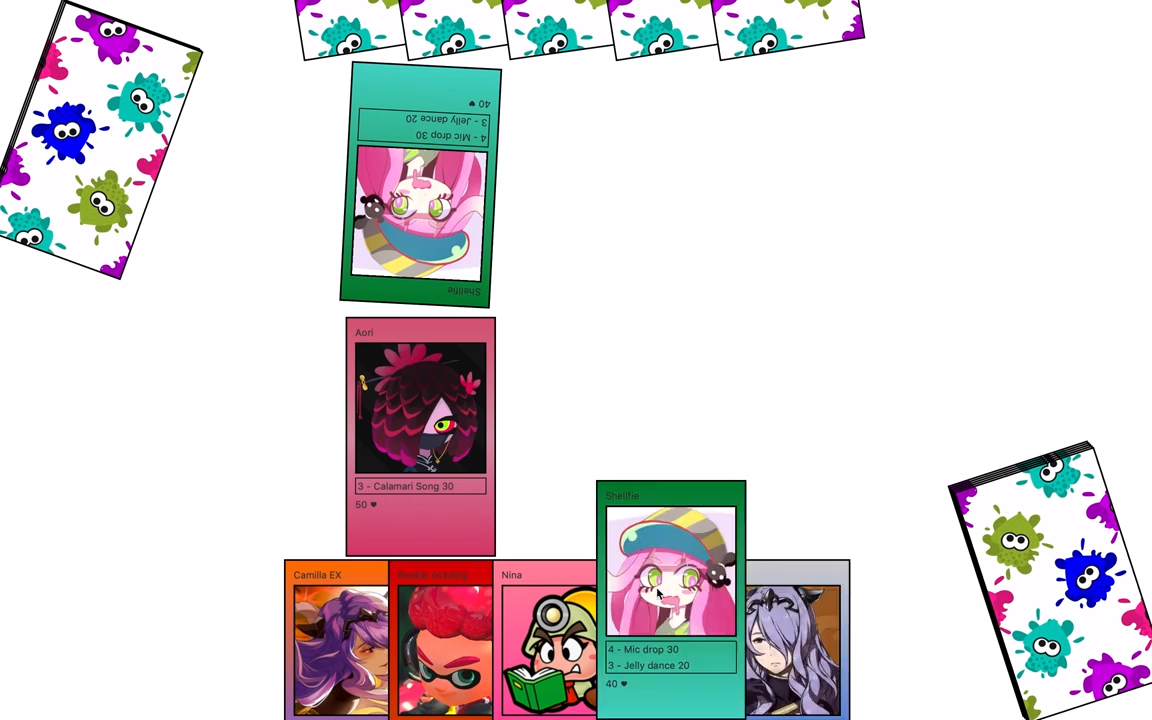 40 ♥
3 - Jelly dance 20
4 - Mic drop 30
Shellfie
Aori
3 - Calamari Song 30
50 ♥
Camilla EX
Nina
Shellfie
4 - Mic drop 30
3 - Jelly dance 20
40 ♥